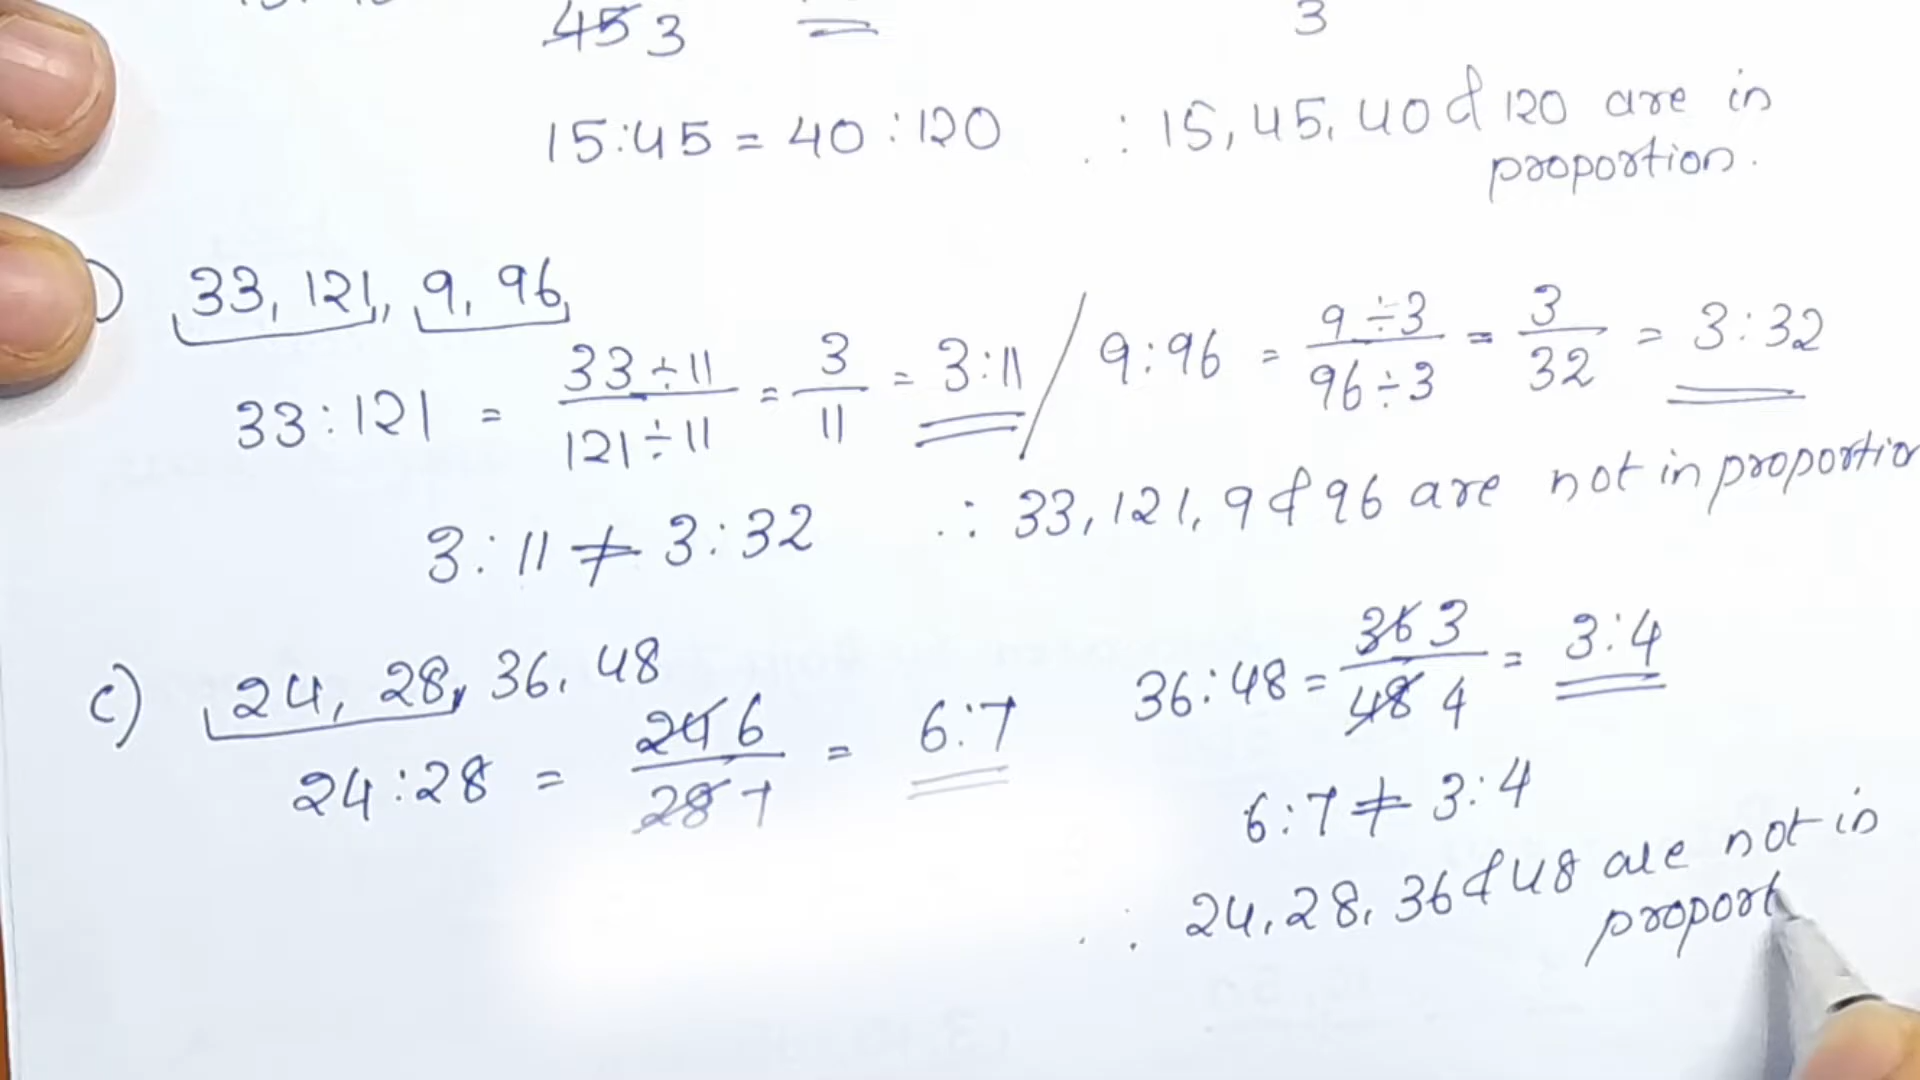 45 3
3
15:45 = 40:120 ∴ 15, 45, 40 & 120 are in
proportion.
) 33, 121, 9, 96
33:121 = 33÷11 / 121÷11 = 3/11 = 3:11 / 9:96 = 9÷3 / 96÷3 = 3/32 = 3:32
3:11 ≠ 3:32 ∴ 33, 121, 9 & 96 are not in proportio
c) 24, 28, 36, 48
24:28 = 24 6 / 28 7 = 6:7
36:48 = 36 3 / 48 4 = 3:4
6:7 ≠ 3:4
∴ 24, 28, 36 & 48 are not in
proport